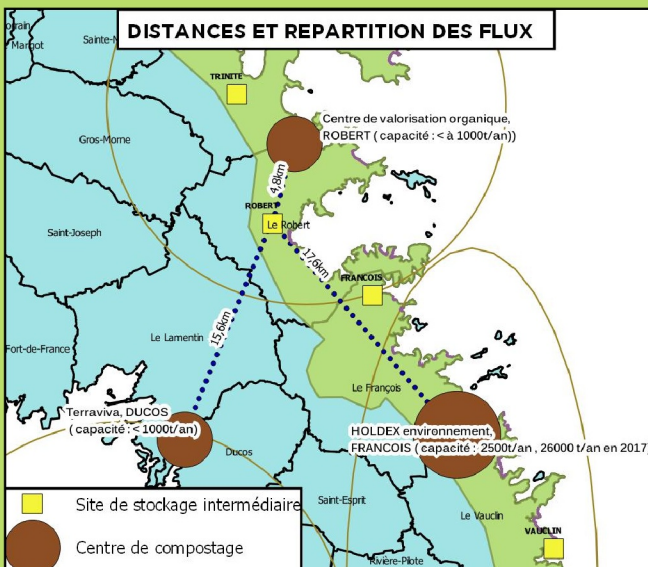 DISTANCES ET REPARTITION DES FLUX
Margot
TRINITE
Centre de valorisation organique,
ROBERT ( capacité : < à 1000t/an))
Gros-Morne
4,8km
ROBERT
Le Robert
Saint-Joseph
17,6km
FRANCOIS
15,6km
Le Lamentin
Fort-de-France
Le François
Terraviva, DUCOS
( capacité : < 1000t/an)
HOLDEX environnement,
FRANCOIS ( capacité : 2500t/an , 26000 t/an en 2017)
Ducos
Saint-Esprit
Le Vauclin
VAUCLIN
Rivière-Pilote
Site de stockage intermédiaire
Centre de compostage